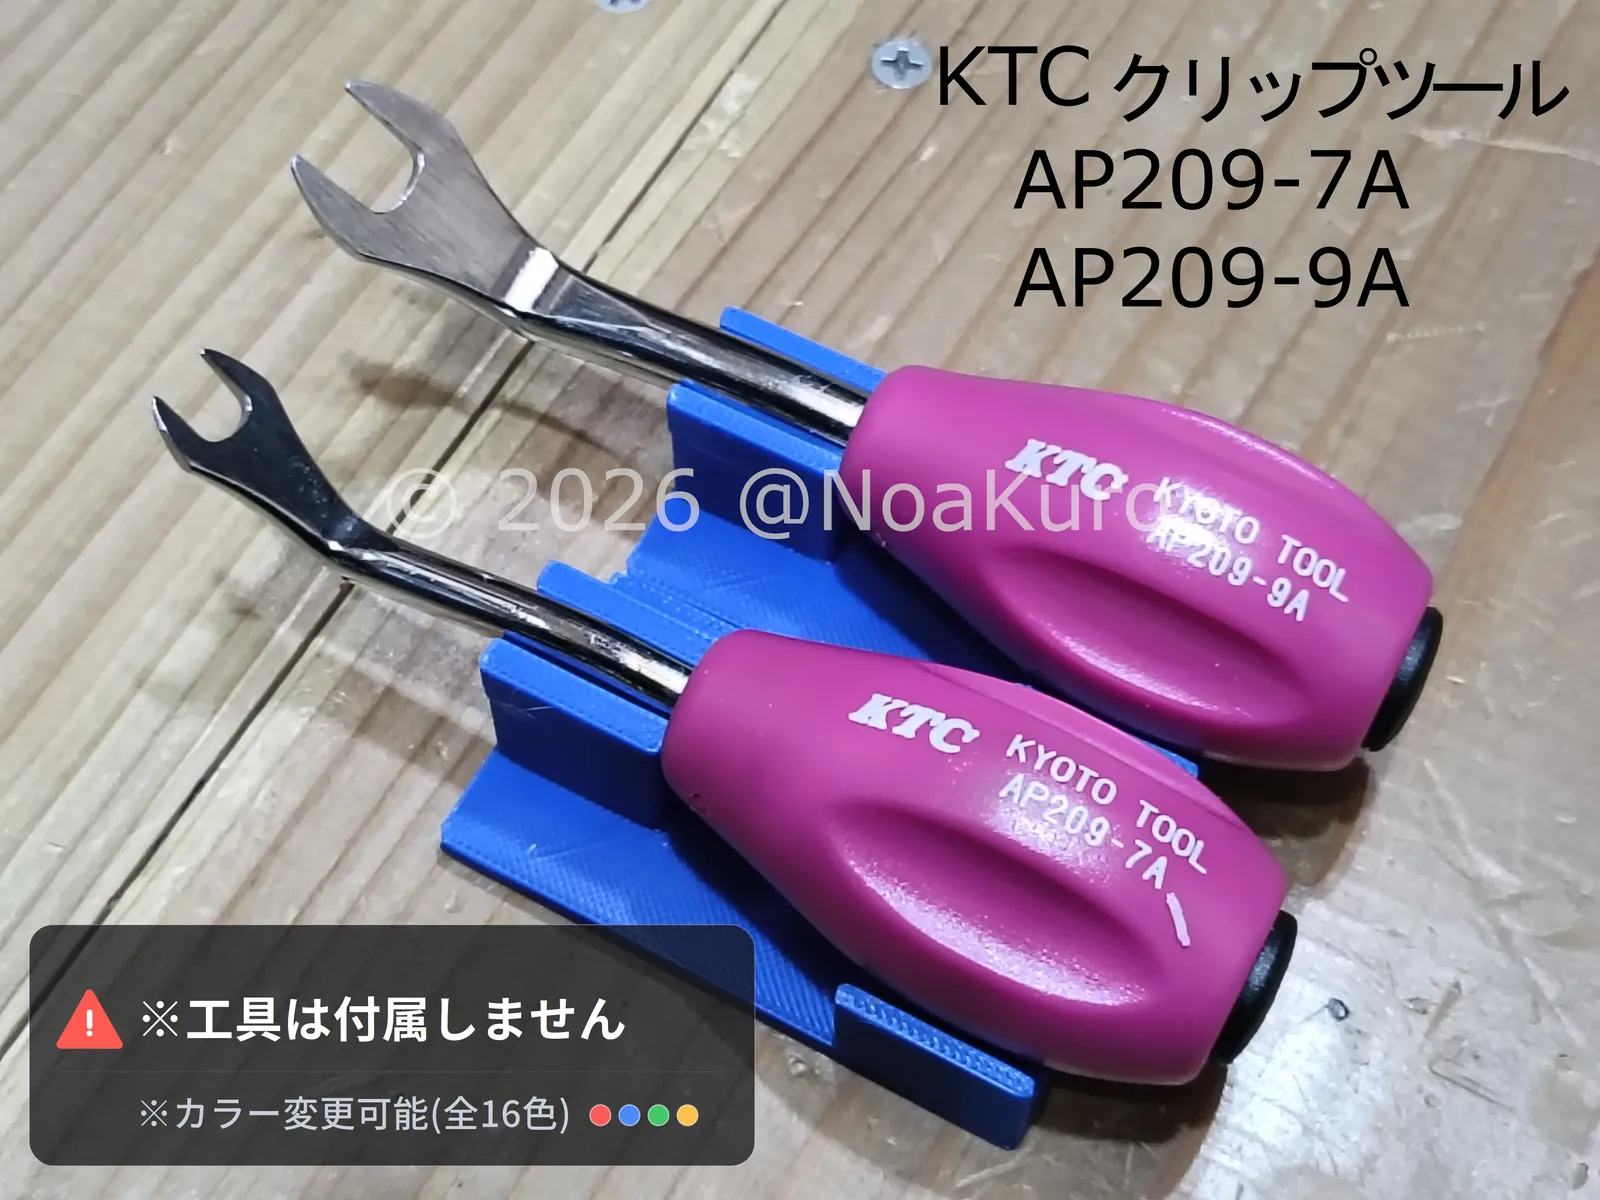 KTC クリップツール
AP209-7A
AP209-9A
KTC KYOTO TOOL
AP209-9A
© 2026 @NoaKuro
KTC KYOTO TOOL
AP209-7A
※工具は付属しません
※カラー変更可能(全16色)